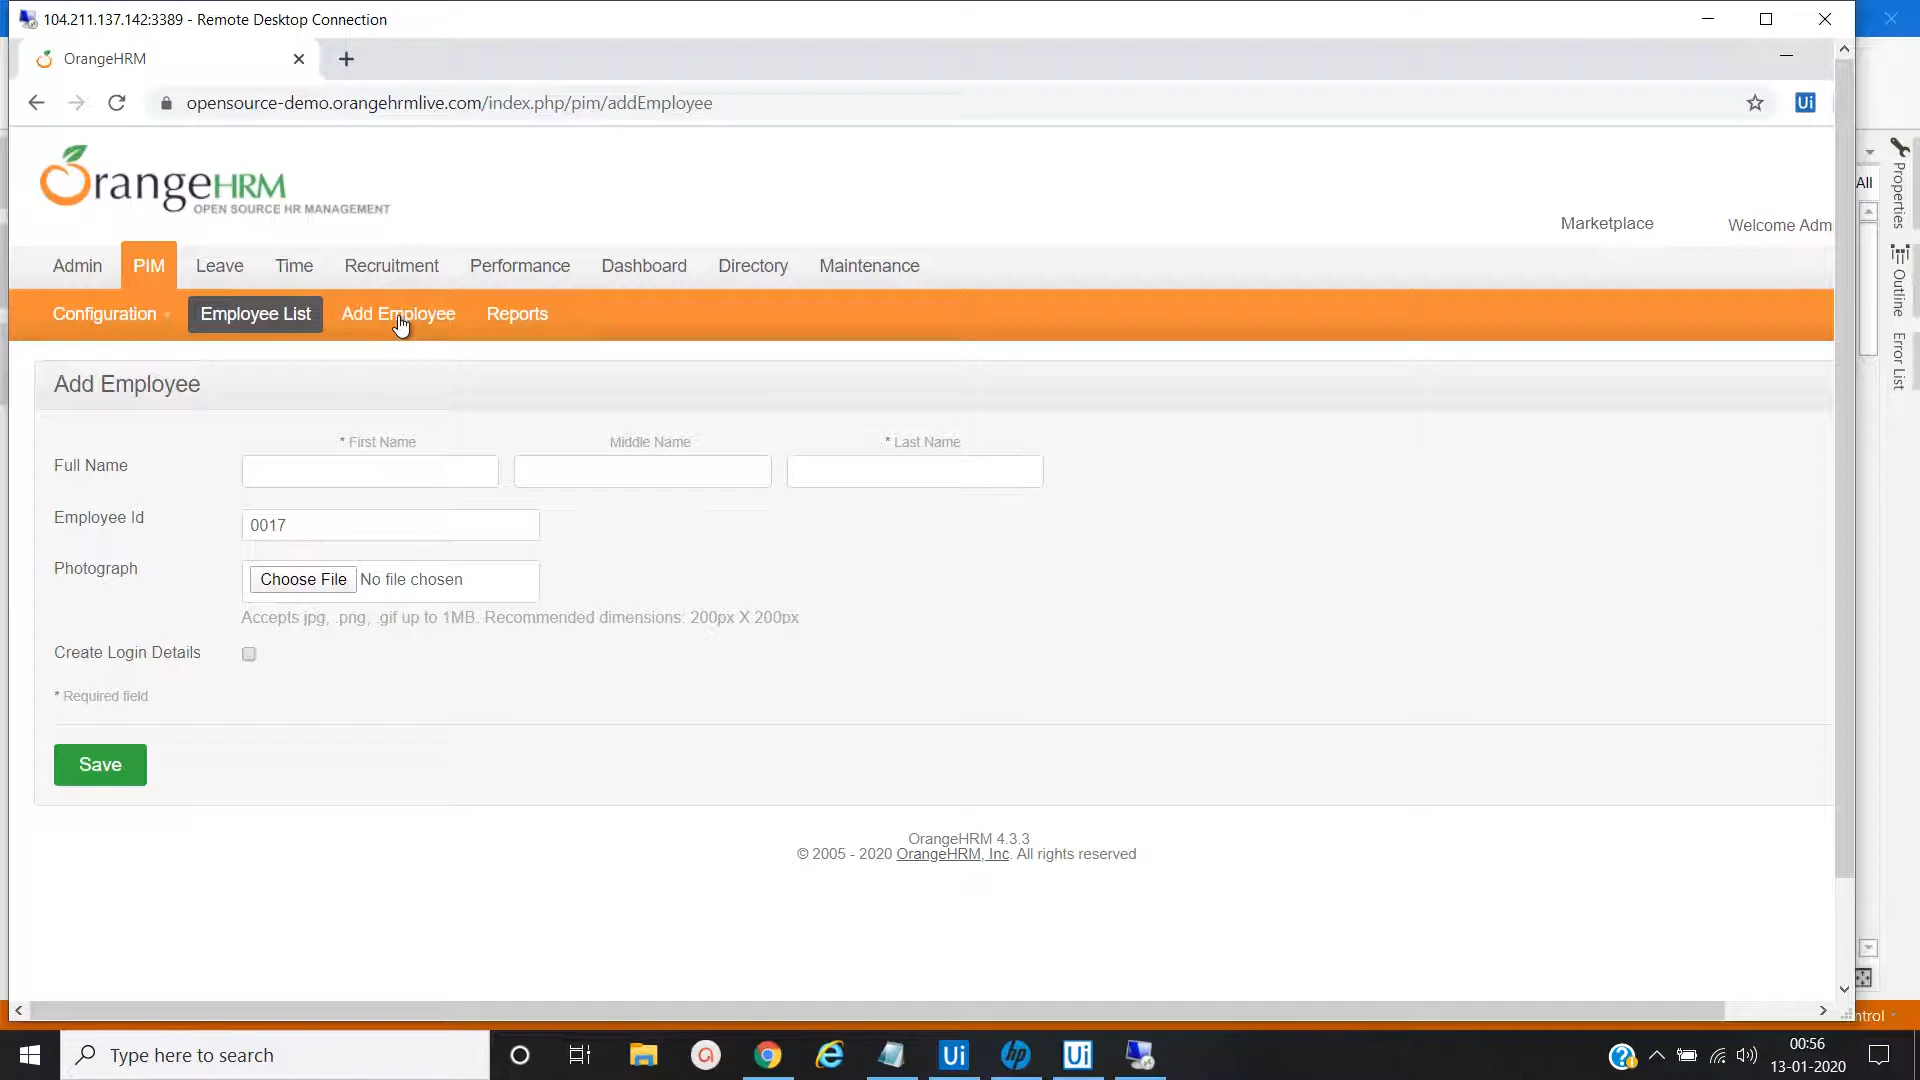 104.211.137.142:3389 - Remote Desktop Connection
OrangeHRM
opensource-demo.orangehrmlive.com/index.php/pim/addEmployee
Ui
OrangeHRM
OPEN SOURCE HR MANAGEMENT
Marketplace
Welcome Adm
All
Properties
Outline
Error List
Admin PIM Leave Time Recruitment Performance Dashboard Directory Maintenance
Configuration Employee List Add Employee Reports
Add Employee
* First Name Middle Name * Last Name
Full Name
Employee Id 0017
Photograph Choose File No file chosen
Accepts jpg, .png, .gif up to 1MB. Recommended dimensions: 200px X 200px
Create Login Details
* Required field
Save
OrangeHRM 4.3.3
© 2005 - 2020 OrangeHRM, Inc. All rights reserved
ntrol
Type here to search
Ui
hp
Ui
00:56
13-01-2020